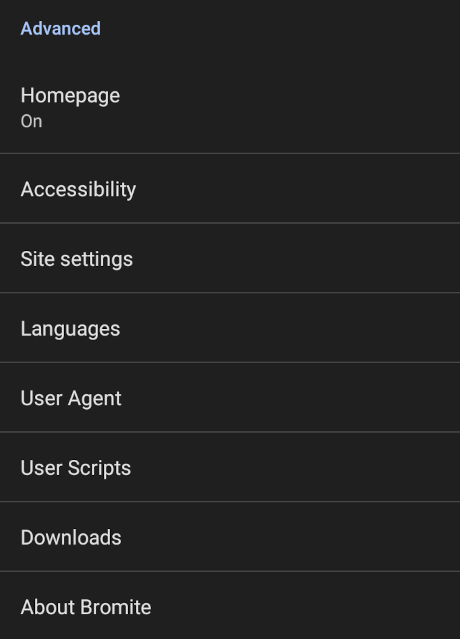 Advanced
Homepage
On
Accessibility
Site settings
Languages
User Agent
User Scripts
Downloads
About Bromite